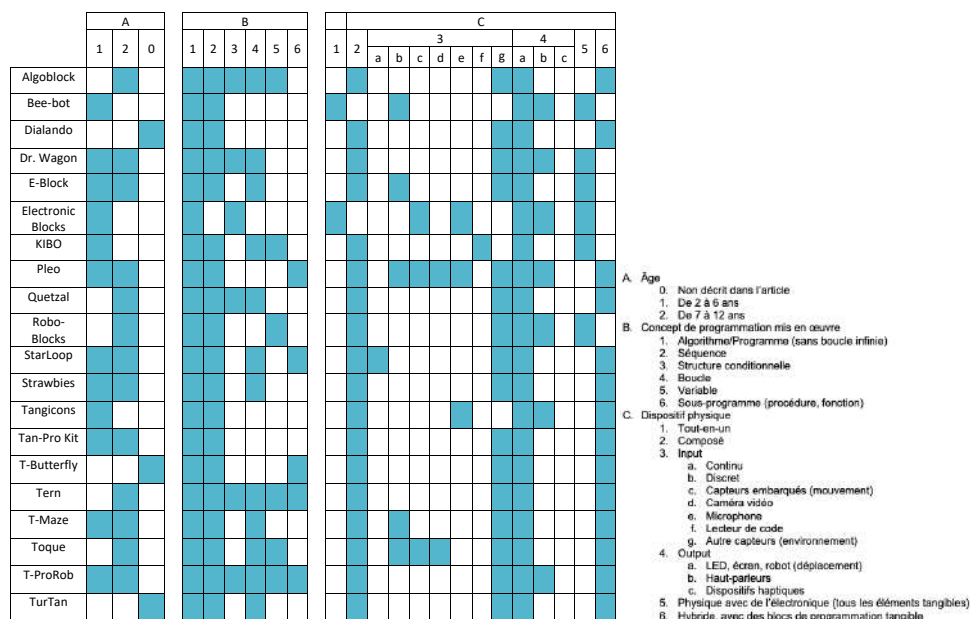 A B C
3 4
1 2 0 1 2 3 4 5 6 1 2 a b c d e f g a b c 5 6
Algoblock
Bee-bot
Dialando
Dr. Wagon
E-Block
Electronic
Blocks
KIBO
Pleo
Quetzal
Robo-
Blocks
StarLoop
Strawbies
Tangicons
Tan-Pro Kit
T-Butterfly
Tern
T-Maze
Toque
T-ProRob
TurTan
A. Âge
0. Non décrit dans l'article
1. De 2 à 6 ans
2. De 7 à 12 ans
B. Concept de programmation mis en œuvre
1. Algorithme/Programme (sans boucle infinie)
2. Séquence
3. Structure conditionnelle
4. Boucle
5. Variable
6. Sous-programme (procédure, fonction)
C. Dispositif physique
1. Tout-en-un
2. Composé
3. Input
a. Continu
b. Discret
c. Capteurs embarqués (mouvement)
d. Caméra vidéo
e. Microphone
f. Lecteur de code
g. Autre capteurs (environnement)
4. Output
a. LED, écran, robot (déplacement)
b. Haut-parleurs
c. Dispositifs haptiques
5. Physique avec de l'électronique (tous les éléments tangibles)
6. Hybride, avec des blocs de programmation tangible